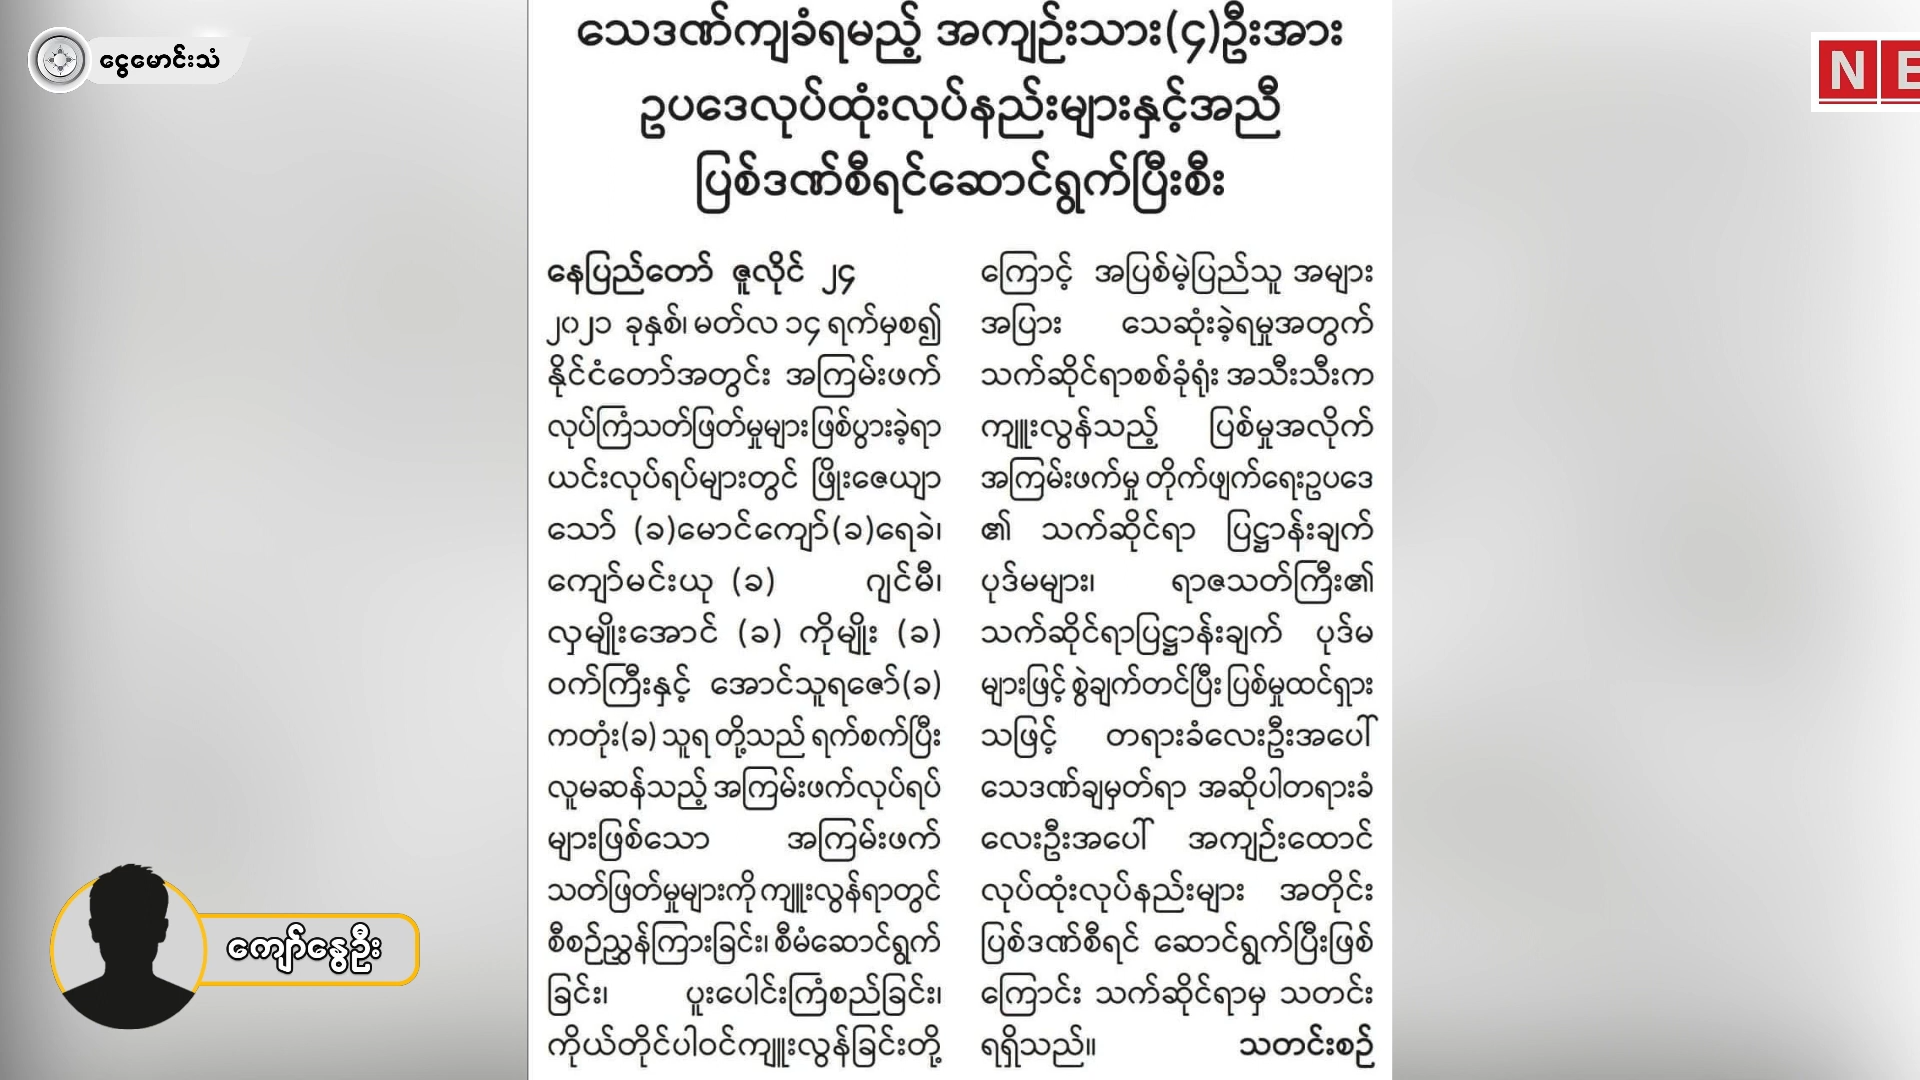 ငွေမောင်းသံ
NE
သေဒဏ်ကျခံရမည့် အကျဉ်းသား(၄)ဦးအား
ဥပဒေလုပ်ထုံးလုပ်နည်းများနှင့်အညီ
ပြစ်ဒဏ်စီရင်ဆောင်ရွက်ပြီးစီး
နေပြည်တော် ဇူလိုင် ၂၄
၂၀၂၁ ခုနှစ်၊ မတ်လ ၁၄ ရက်မှစ၍
နိုင်ငံတော်အတွင်း အကြမ်းဖက်
လုပ်ကြံသတ်ဖြတ်မှုများဖြစ်ပွားခဲ့ရာ
ယင်းလုပ်ရပ်များတွင် ဖြိုးဇေယျာ
သော် (ခ)မောင်ကျော်(ခ)ရေခဲ၊
ကျော်မင်းယု (ခ) ဂျင်မီ၊
လှမျိုးအောင် (ခ) ကိုမျိုး (ခ)
ဝက်ကြီးနှင့် အောင်သူရဇော်(ခ)
ကတုံး(ခ) သူရ တို့သည် ရက်စက်ပြီး
လူမဆန်သည့် အကြမ်းဖက်လုပ်ရပ်
များဖြစ်သော အကြမ်းဖက်
သတ်ဖြတ်မှုများကို ကျူးလွန်ရာတွင်
စီစဉ်ညွှန်ကြားခြင်း၊ စီမံဆောင်ရွက်
ခြင်း၊ ပူးပေါင်းကြံစည်ခြင်း၊
ကိုယ်တိုင်ပါဝင်ကျူးလွန်ခြင်းတို့
ကြောင့် အပြစ်မဲ့ပြည်သူ အများ
အပြား သေဆုံးခဲ့ရမှုအတွက်
သက်ဆိုင်ရာစစ်ခုံရုံး အသီးသီးက
ကျူးလွန်သည့် ပြစ်မှုအလိုက်
အကြမ်းဖက်မှု တိုက်ဖျက်ရေးဥပဒေ
၏ သက်ဆိုင်ရာ ပြဋ္ဌာန်းချက်
ပုဒ်မများ၊ ရာဇသတ်ကြီး၏
သက်ဆိုင်ရာပြဋ္ဌာန်းချက် ပုဒ်မ
များဖြင့် စွဲချက်တင်ပြီး ပြစ်မှုထင်ရှား
သဖြင့် တရားခံလေးဦးအပေါ်
သေဒဏ်ချမှတ်ရာ အဆိုပါတရားခံ
လေးဦးအပေါ် အကျဉ်းထောင်
လုပ်ထုံးလုပ်နည်းများ အတိုင်း
ပြစ်ဒဏ်စီရင် ဆောင်ရွက်ပြီးဖြစ်
ကြောင်း သက်ဆိုင်ရာမှ သတင်း
ရရှိသည်။ သတင်းစဉ်
ကျော်နွေဦး